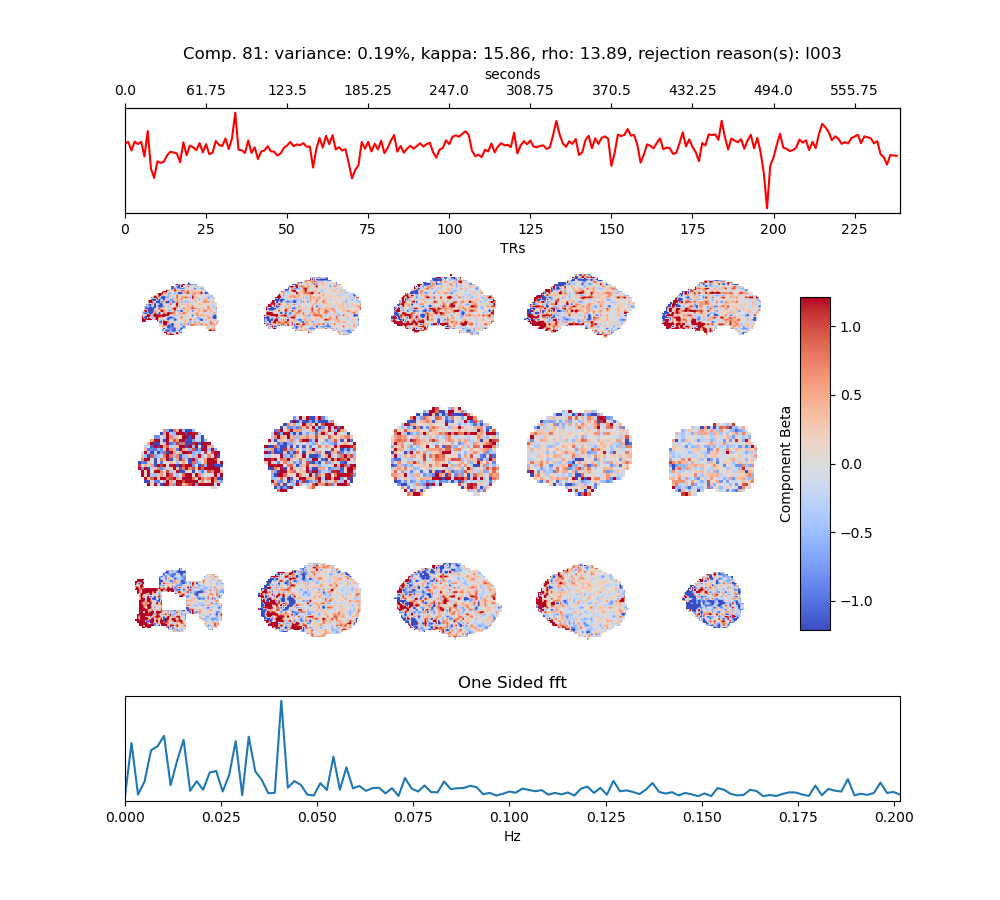 Comp. 81: variance: 0.19%, kappa: 15.86, rho: 13.89, rejection reason(s): I003
seconds
0.0 61.75 123.5 185.25 247.0 308.75 370.5 432.25 494.0 555.75
0 25 50 75 100 125 150 175 200 225
TRs
1.0
0.5
0.0
−0.5
−1.0
Component Beta
One Sided fft
0.000 0.025 0.050 0.075 0.100 0.125 0.150 0.175 0.200
Hz